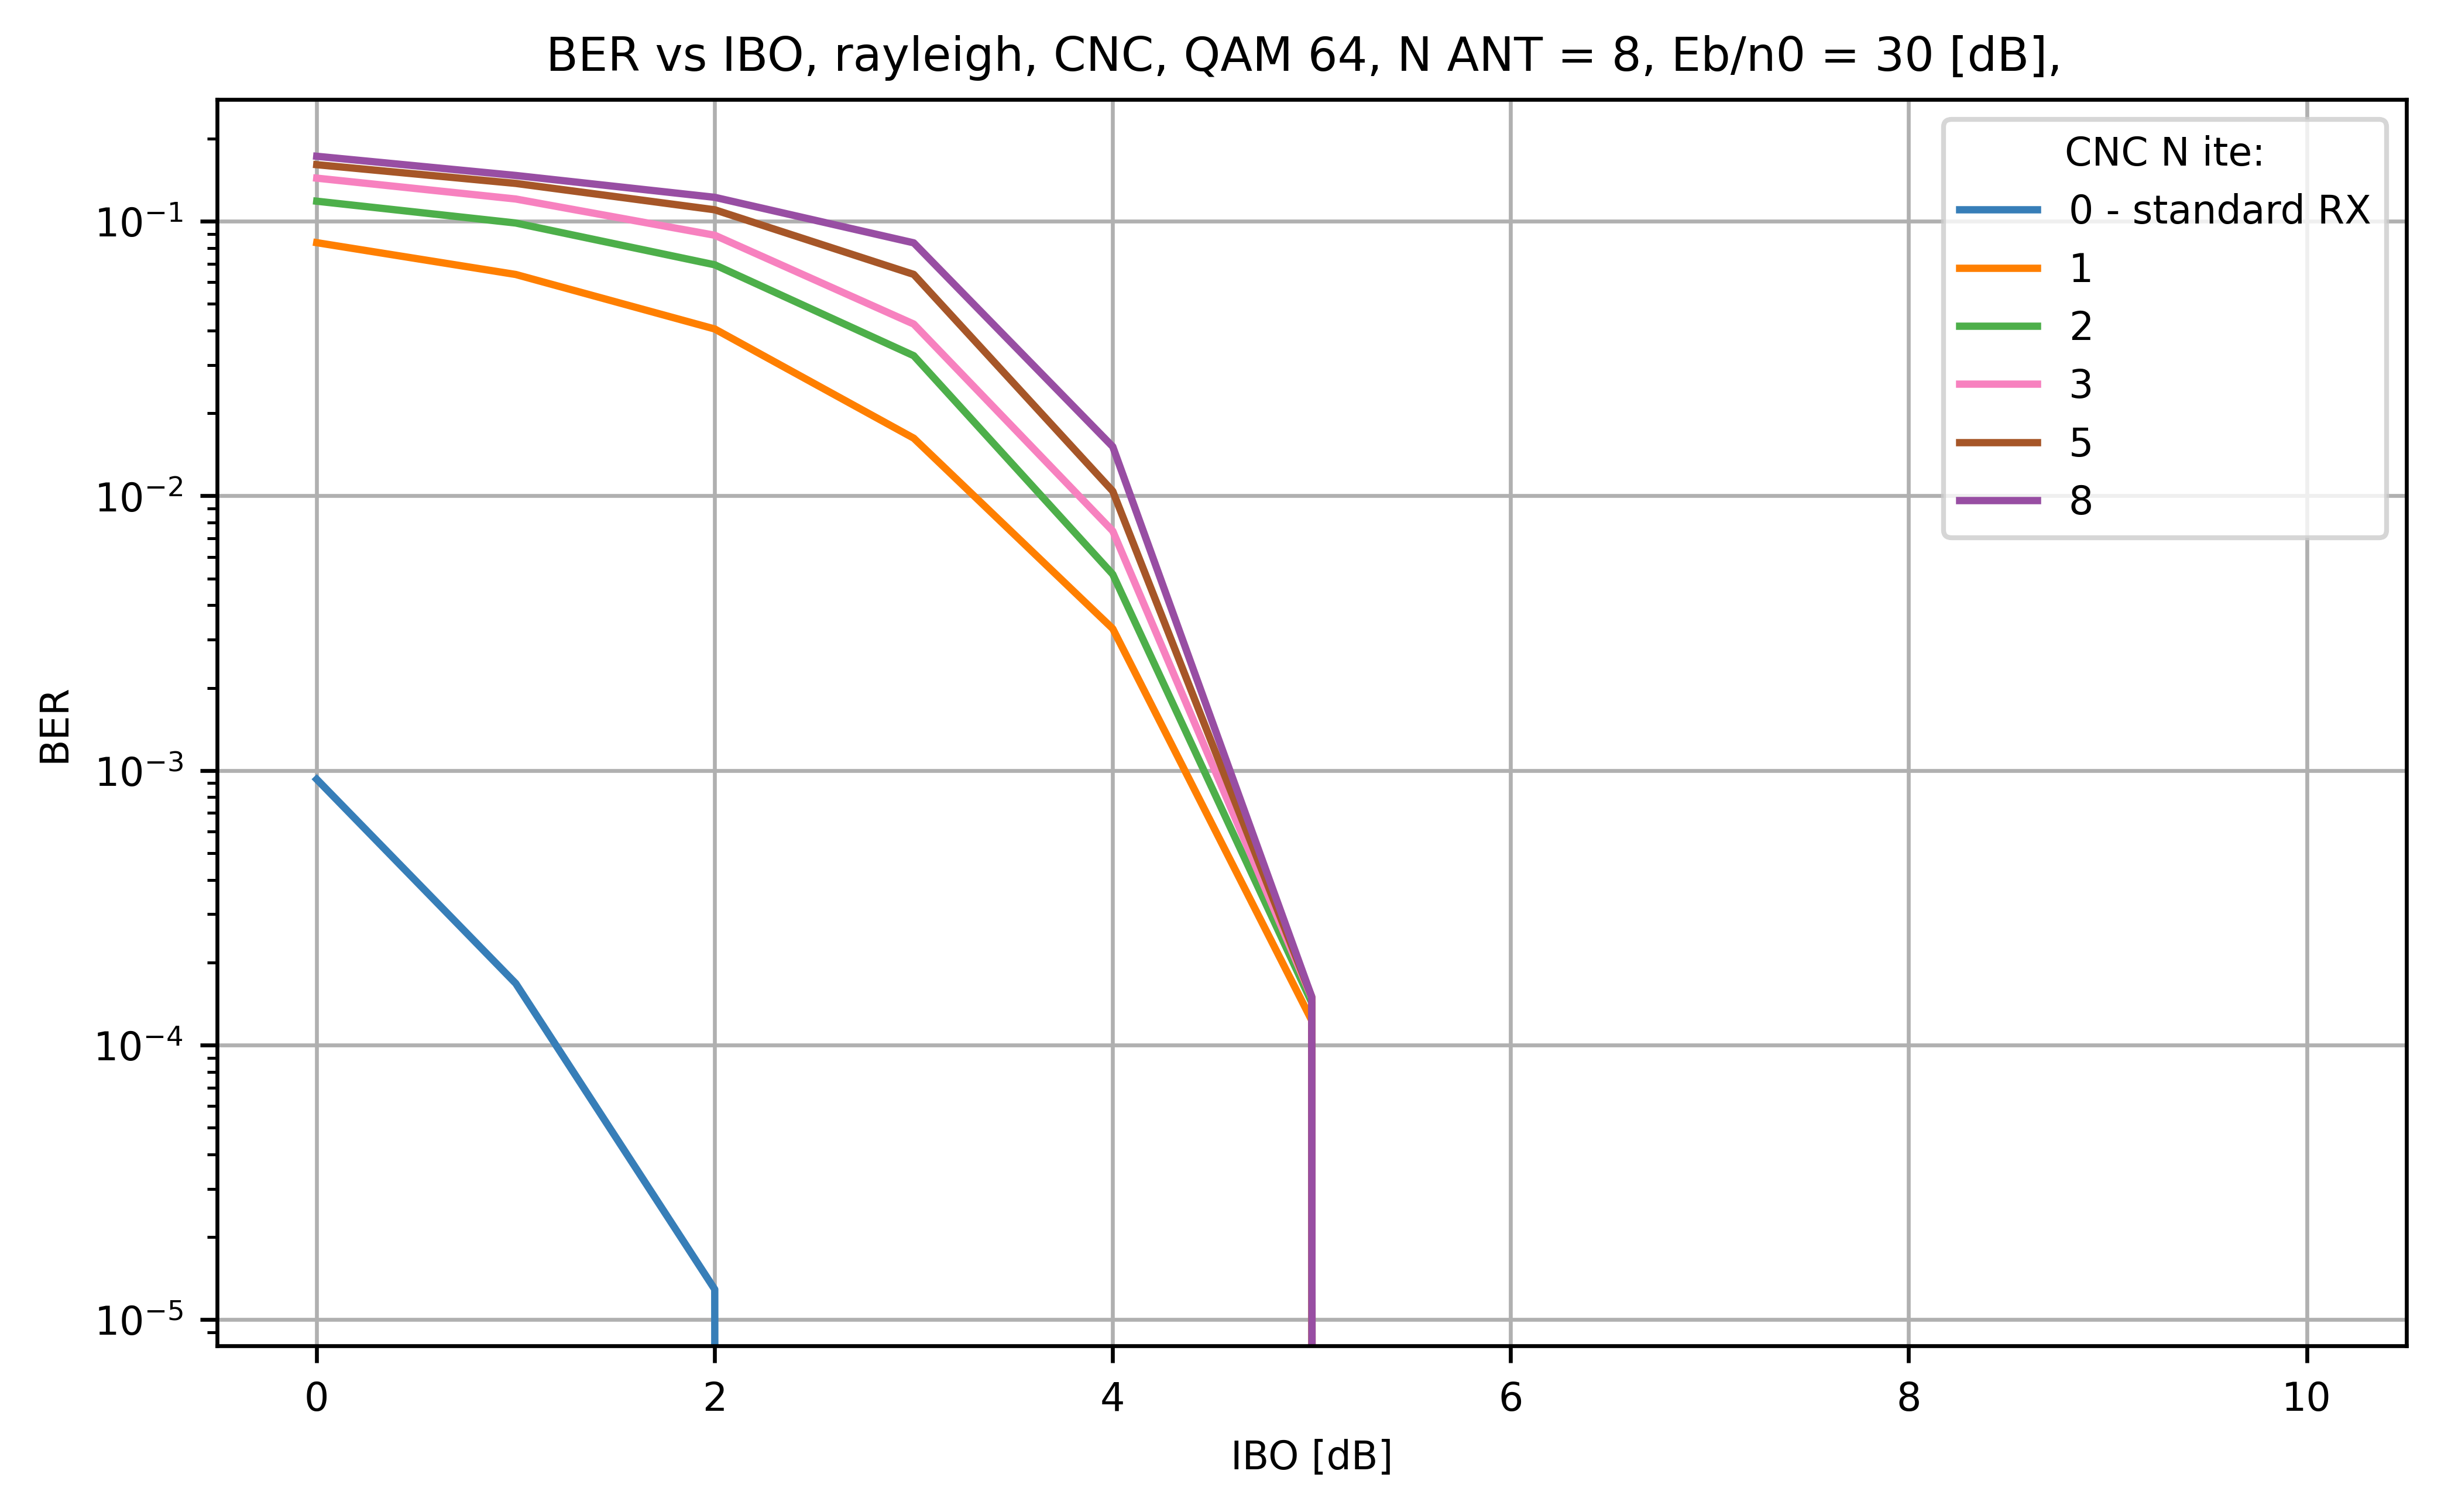 BER vs IBO, rayleigh, CNC, QAM 64, N ANT = 8, Eb/n0 = 30 [dB],
CNC N ite:
0 - standard RX
1
2
3
5
8
10⁻¹
10⁻²
10⁻³
10⁻⁴
10⁻⁵
BER
0 2 4 6 8 10
IBO [dB]